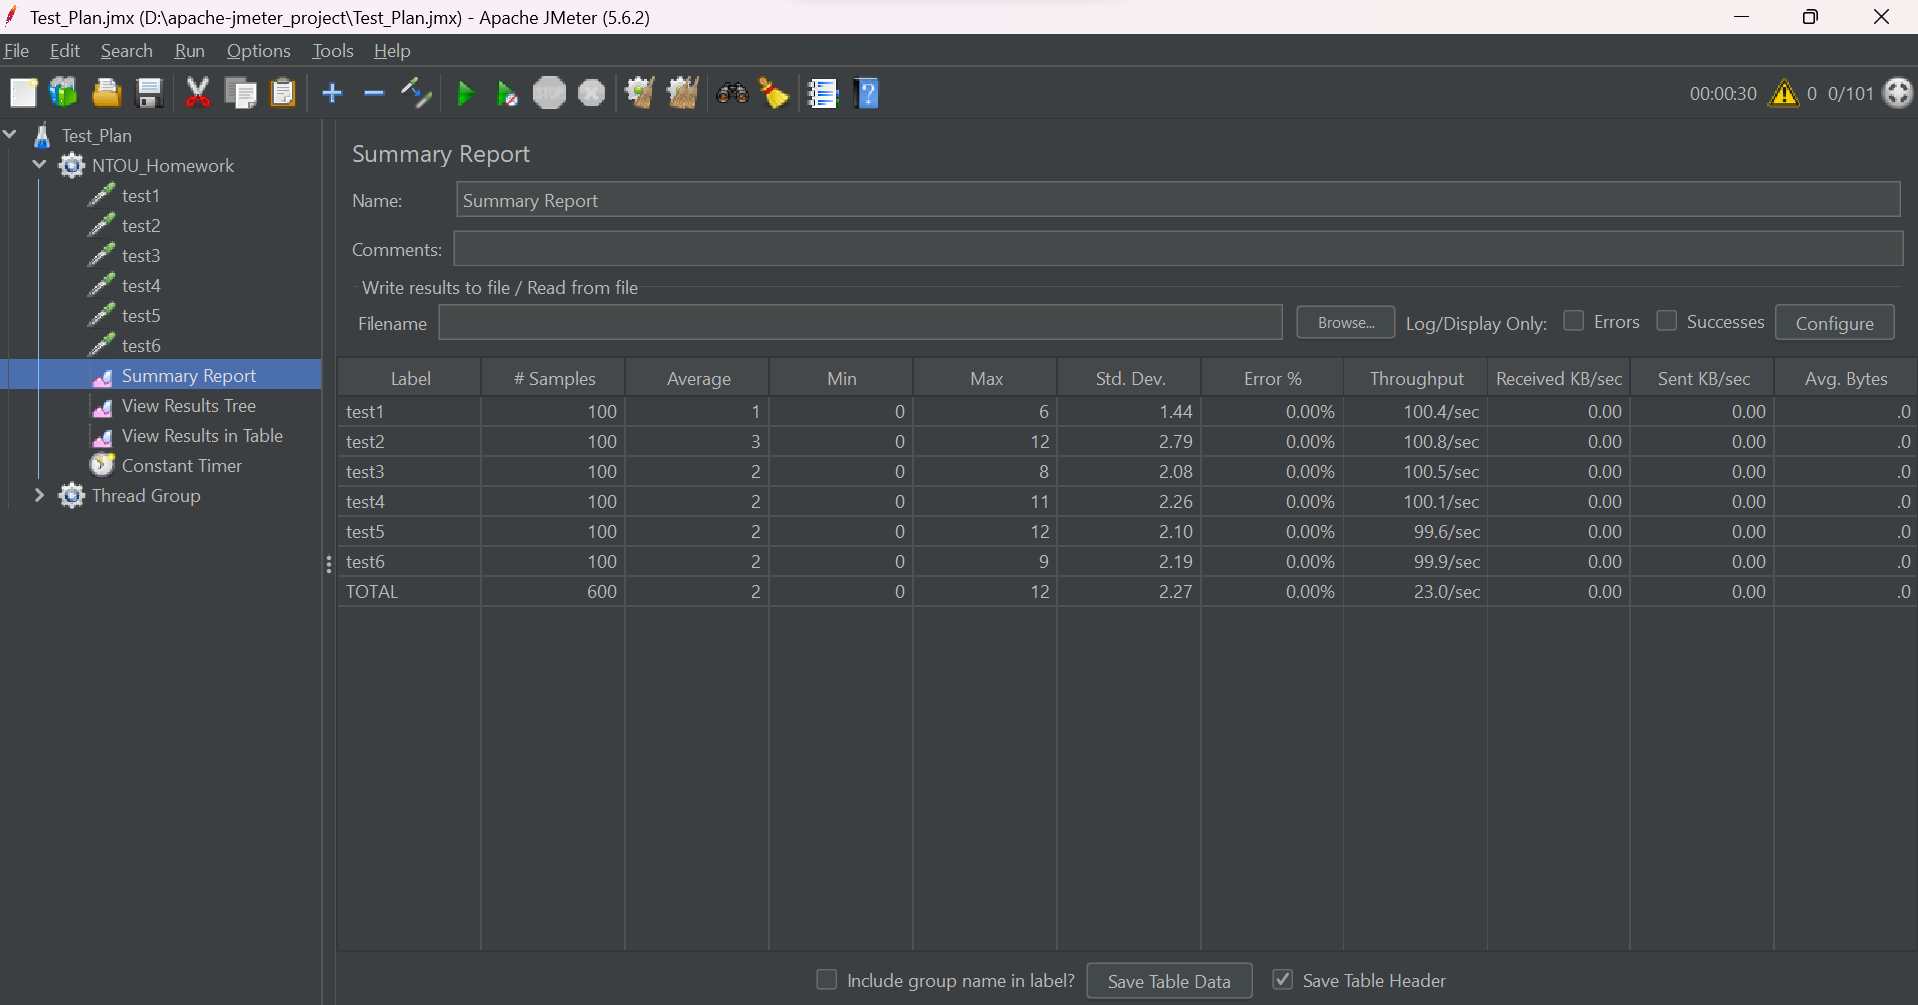 Test_Plan.jmx (D:\apache-jmeter_project\Test_Plan.jmx) - Apache JMeter (5.6.2)
File Edit Search Run Options Tools Help
STOP 00:00:30 0 0/101
Test_Plan
NTOU_Homework
test1
test2
test3
test4
test5
test6
Summary Report
View Results Tree
View Results in Table
Constant Timer
Thread Group
Summary Report
Name: Summary Report
Comments:
Write results to file / Read from file
Filename Browse... Log/Display Only: Errors Successes Configure
Label # Samples Average Min Max Std. Dev. Error % Throughput Received KB/sec Sent KB/sec Avg. Bytes
test1 100 1 0 6 1.44 0.00% 100.4/sec 0.00 0.00 .0
test2 100 3 0 12 2.79 0.00% 100.8/sec 0.00 0.00 .0
test3 100 2 0 8 2.08 0.00% 100.5/sec 0.00 0.00 .0
test4 100 2 0 11 2.26 0.00% 100.1/sec 0.00 0.00 .0
test5 100 2 0 12 2.10 0.00% 99.6/sec 0.00 0.00 .0
test6 100 2 0 9 2.19 0.00% 99.9/sec 0.00 0.00 .0
TOTAL 600 2 0 12 2.27 0.00% 23.0/sec 0.00 0.00 .0
Include group name in label? Save Table Data Save Table Header